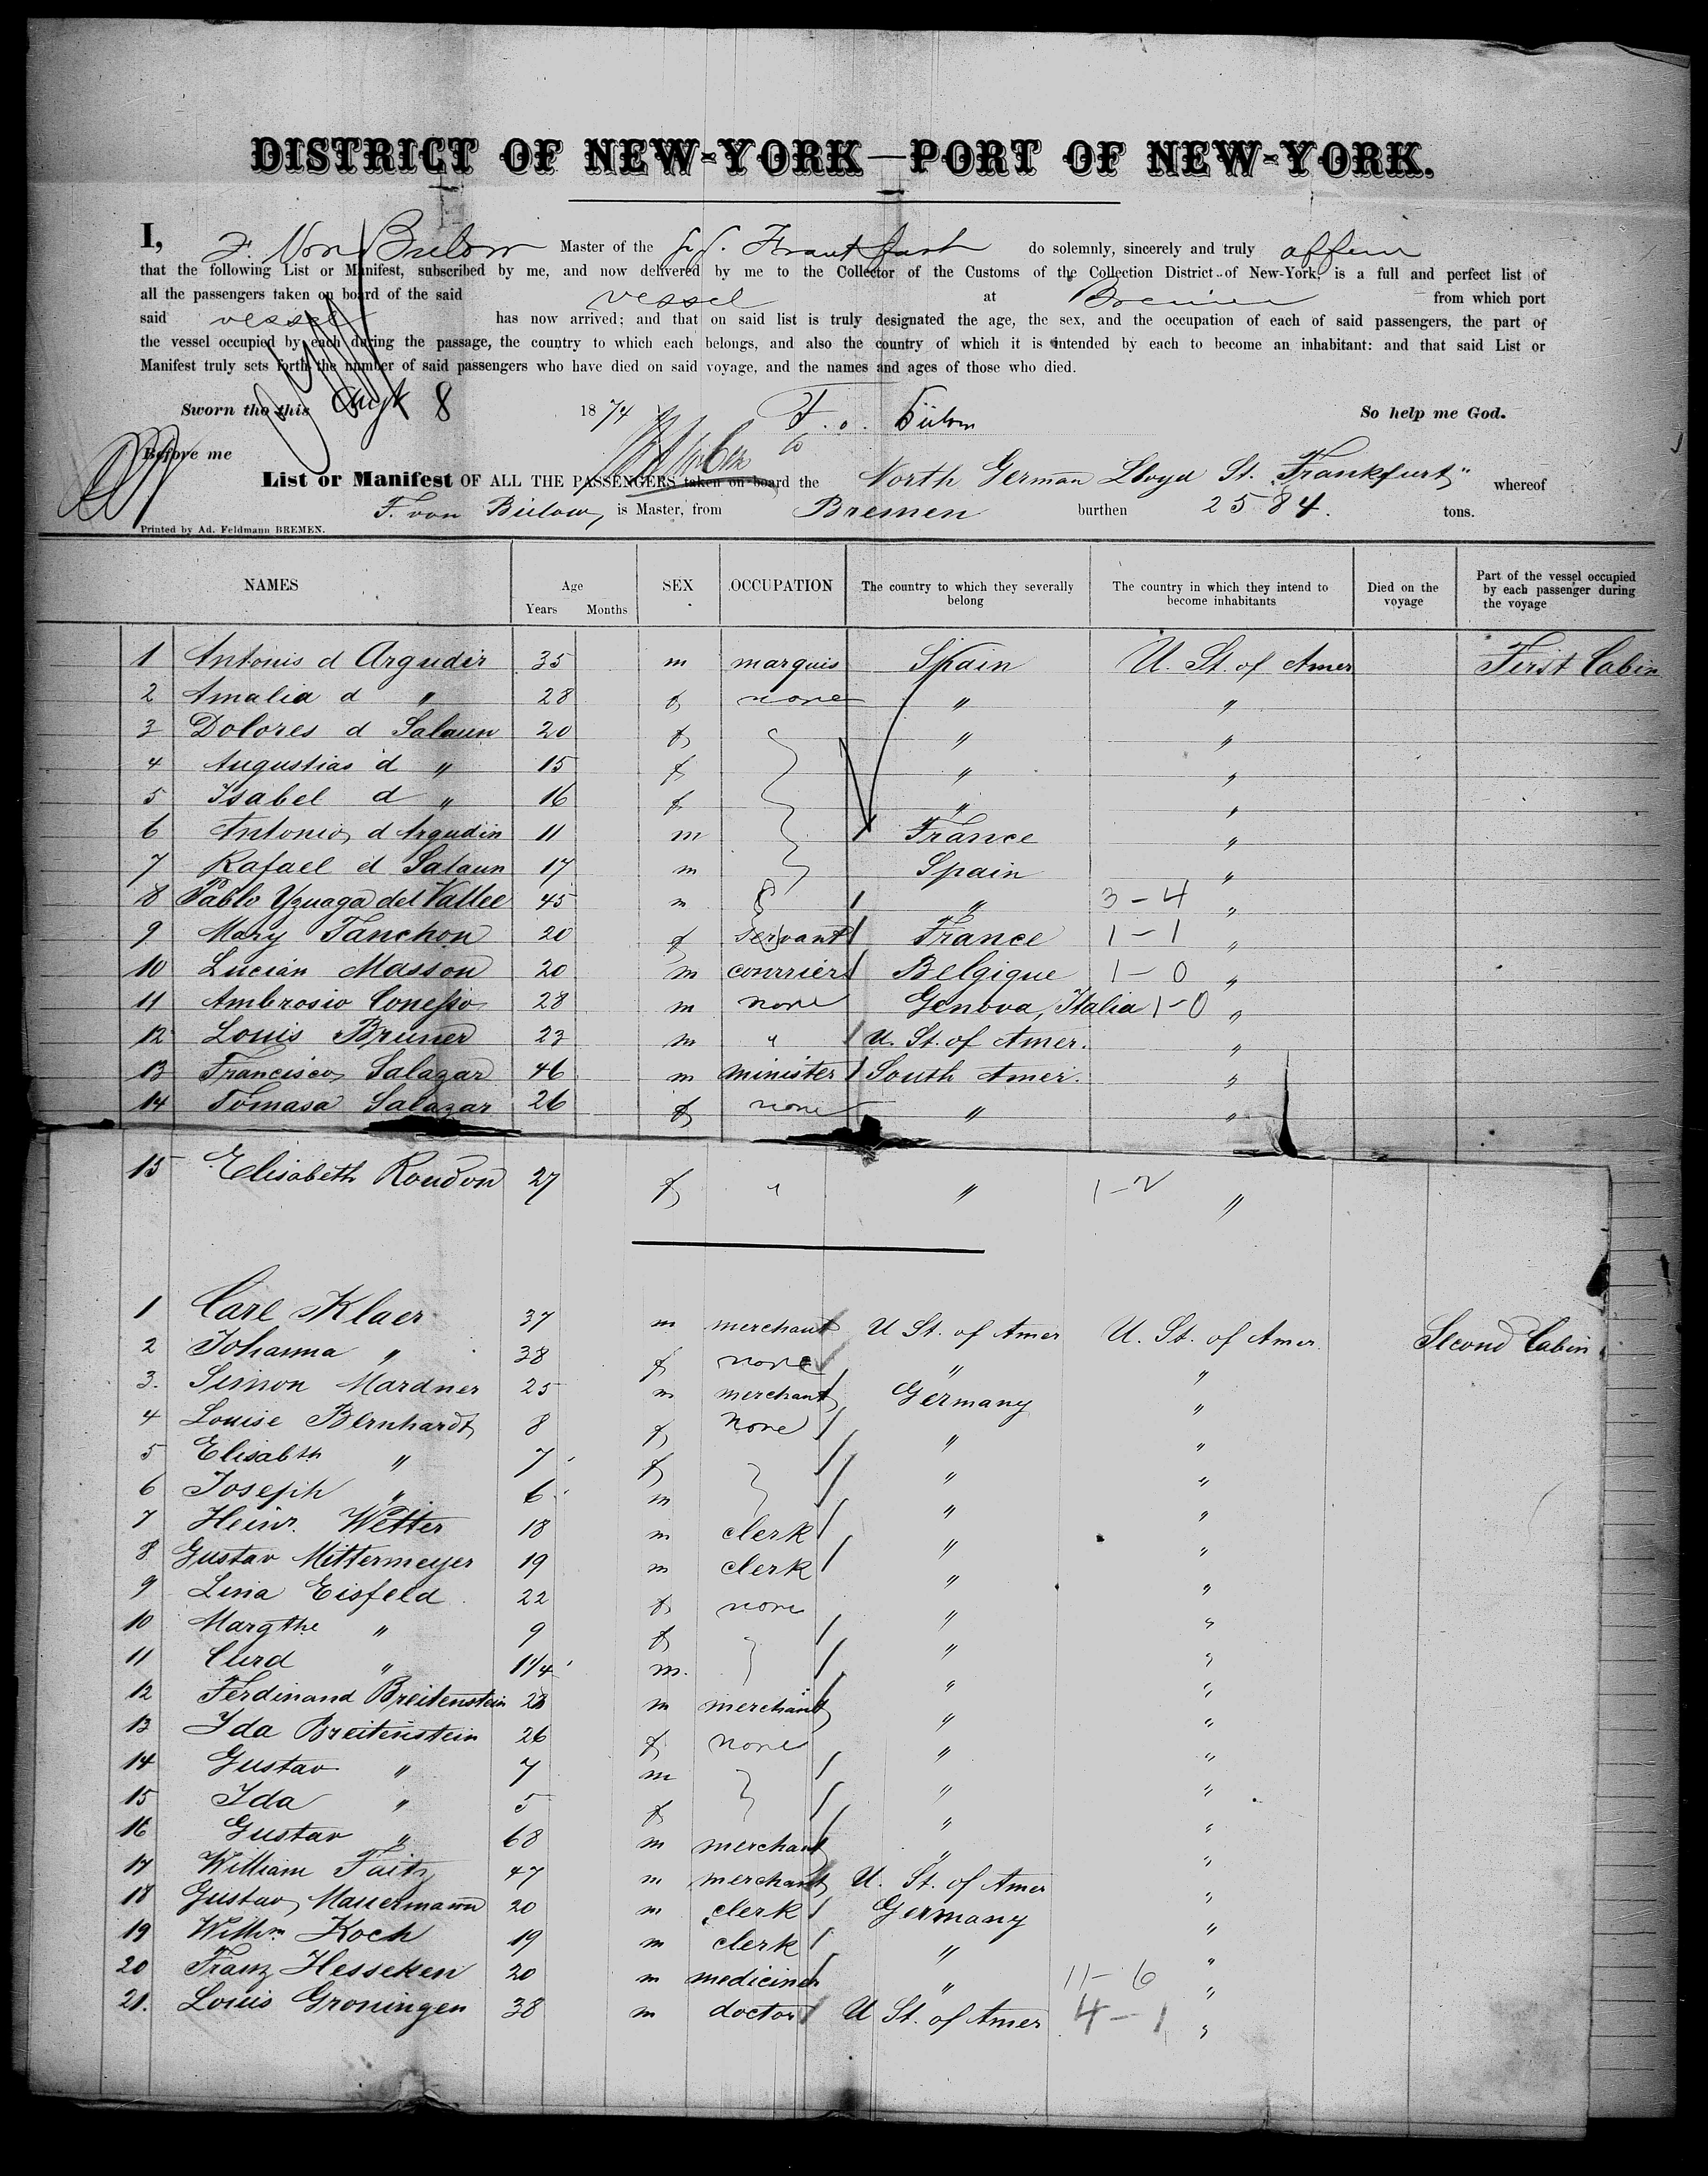 DISTRICT OF NEW-YORK—PORT OF NEW-YORK.
I, F. Von Bulow Master of the S.S. Frankfurt do solemnly, sincerely and truly affirm
that the following List or Manifest, subscribed by me, and now delivered by me to the Collector of the Customs of the Collection District of New-York, is a full and perfect list of
all the passengers taken on board of the said vessel at Bremen from which port
said vessel has now arrived; and that on said list is truly designated the age, the sex, and the occupation of each of said passengers, the part of
the vessel occupied by each during the passage, the country to which each belongs, and also the country of which it is intended by each to become an inhabitant: and that said List or
Manifest truly sets forth the number of said passengers who have died on said voyage, and the names and ages of those who died.
Sworn tho this Augt 8 1874 F. v. Bülow So help me God.
Before me
List or Manifest OF ALL THE PASSENGERS taken on board the North German Lloyd St. "Frankfurt" whereof
F. von Bülow, is Master, from Bremen burthen 2584. tons.
Printed by Ad. Feldmann BREMEN.
NAMES Age Years Months SEX OCCUPATION The country to which they severally belong The country in which they intend to become inhabitants Died on the voyage Part of the vessel occupied by each passenger during the voyage
1 Antonis d Argudir 35 m marquis Spain U. St. of Amer First Cabin
2 Amalia d " 28 f none " "
3 Dolores d Salaun 20 f " "
4 Augustias d " 15 f " "
5 Isabel d " 16 f " "
6 Antonio d Argudin 11 m France "
7 Rafael d Salaun 17 m Spain "
8 Pablo Yzuaga del Vallee 45 m " 3-4 "
9 Mary Tanchon 20 f servant France 1-1 "
10 Lucian Masson 20 m courrier Belgique 1-0 "
11 Ambrosio Conesso 28 m none Genova, Italia 1-0 "
12 Louis Bruner 23 m " U. St. of Amer. "
13 Francisco Salazar 46 m minister South Amer. "
14 Tomasa Salazar 26 f none " "
15 Elisabeth Roudon 27 f " " 1-2 "
1 Carl Klaer 37 m merchant U St. of Amer U. St. of Amer. Second Cabin
2 Johanna " 38 f none " "
3. Simon Mardner 25 m merchant Germany "
4 Louise Bernhardt 8 f none " "
5 Elisabth " 7 f " "
6 Joseph " 6 m " "
7 Heinr. Wetter 18 m clerk " "
8 Gustav Mittermeyer 19 m clerk " "
9 Lina Eisfeld 22 f none " "
10 Margthe " 9 f " "
11 Curd " 1 1/4 m. " "
12 Ferdinand Breitenstein 28 m merchant " "
13 Ida Breitenstein 26 f none " "
14 Gustav " 7 m " "
15 Ida " 5 f " "
16 Gustav " 68 m merchant " "
17 William Faitz 47 m merchant U. St. of Amer "
18 Gustav Mauermann 20 m clerk Germany "
19 Wilhm Koch 19 m clerk " "
20 Franz Hesseken 20 m mediciner " 11-6 "
21. Louis Groningen 38 m doctor U St. of Amer 4-1 "